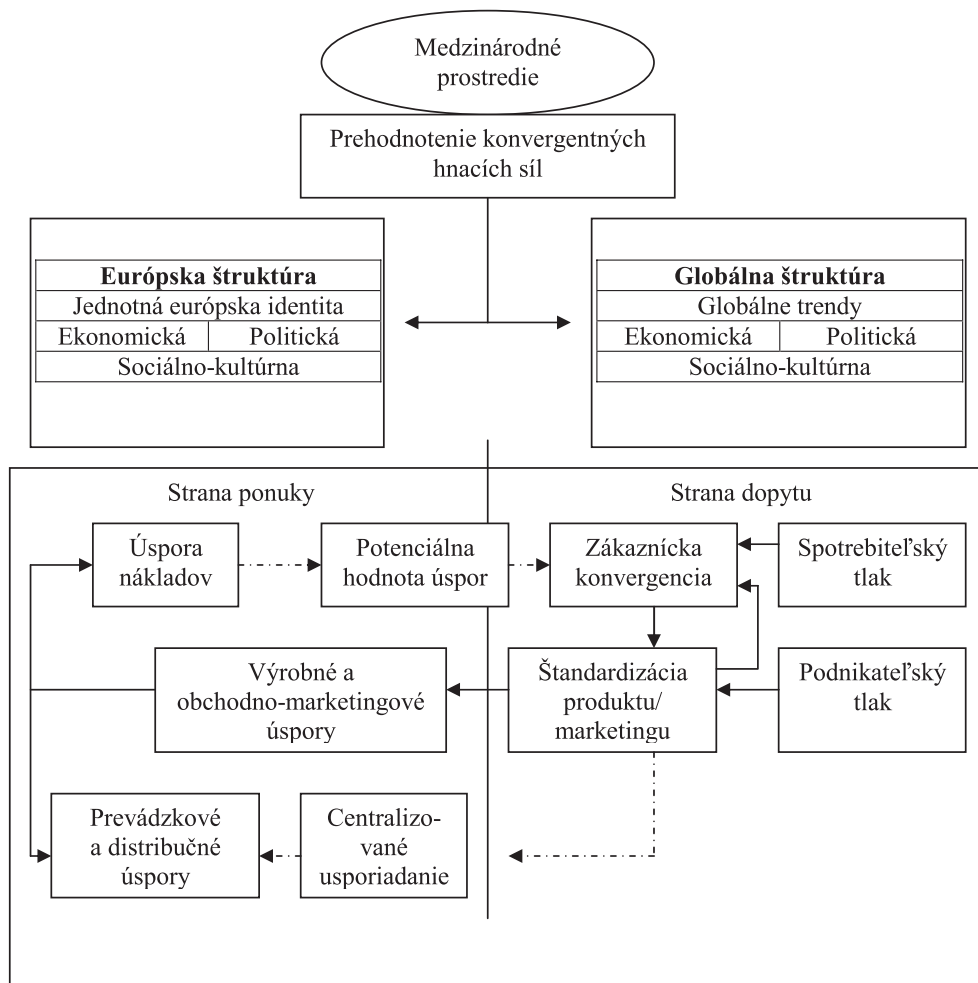 Medzinárodné
prostredie
Prehodnotenie konvergentných
hnacích síl
Európska štruktúra
Jednotná európska identita
Ekonomická Politická
Sociálno-kultúrna
Globálna štruktúra
Globálne trendy
Ekonomická Politická
Sociálno-kultúrna
Strana ponuky
Strana dopytu
Úspora
nákladov
Potenciálna
hodnota úspor
Zákaznícka
konvergencia
Spotrebiteľský
tlak
Výrobné a
obchodno-marketingové
úspory
Štandardizácia
produktu/
marketingu
Podnikateľský
tlak
Prevádzkové
a distribučné
úspory
Centralizo-
vané
usporiadanie